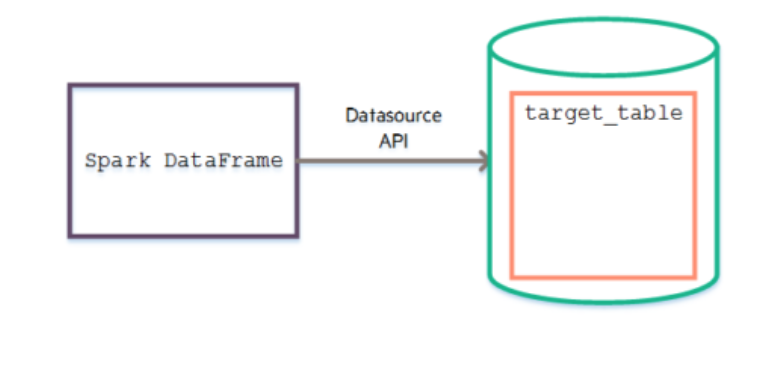 Spark DataFrame
Datasource
API
target_table